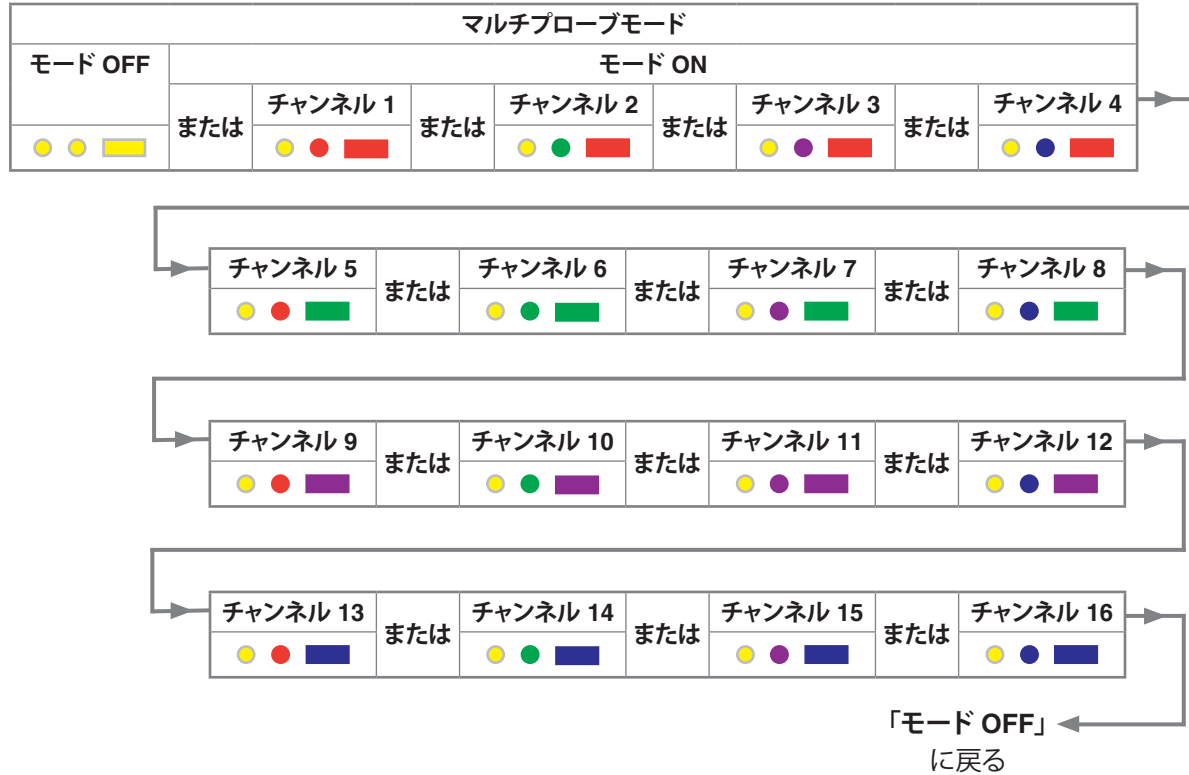 マルチプローブモード
モード OFF
モード ON
または
チャンネル 1
または
チャンネル 2
または
チャンネル 3
または
チャンネル 4
チャンネル 5
または
チャンネル 6
または
チャンネル 7
または
チャンネル 8
チャンネル 9
または
チャンネル 10
または
チャンネル 11
または
チャンネル 12
チャンネル 13
または
チャンネル 14
または
チャンネル 15
または
チャンネル 16
「モード OFF」
に戻る